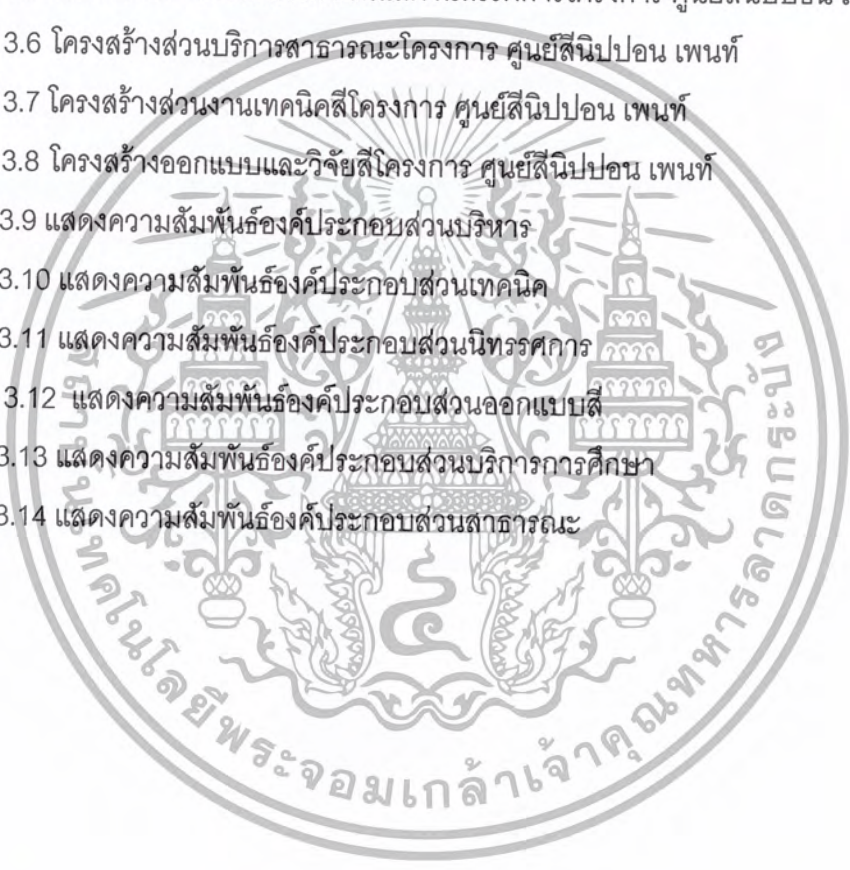 3.6 โครงสร้างส่วนบริการสาธารณะโครงการ ศูนย์สีนิปปอน เพนท์
3.7 โครงสร้างส่วนงานเทคนิคสีโครงการ ศูนย์สีนิปปอน เพนท์
3.8 โครงสร้างออกแบบและวิจัยสีโครงการ ศูนย์สีนิปปอน เพนท์
3.9 แสดงความสัมพันธ์องค์ประกอบส่วนบริหาร
3.10 แสดงความสัมพันธ์องค์ประกอบส่วนเทคนิค
3.11 แสดงความสัมพันธ์องค์ประกอบส่วนนิทรรศการ
3.12 แสดงความสัมพันธ์องค์ประกอบส่วนออกแบบสี
3.13 แสดงความสัมพันธ์องค์ประกอบส่วนบริการการศึกษา
3.14 แสดงความสัมพันธ์องค์ประกอบส่วนสาธารณะ
สถาบันเทคโนโลยีพระจอมเกล้าเจ้าคุณทหารลาดกระบัง